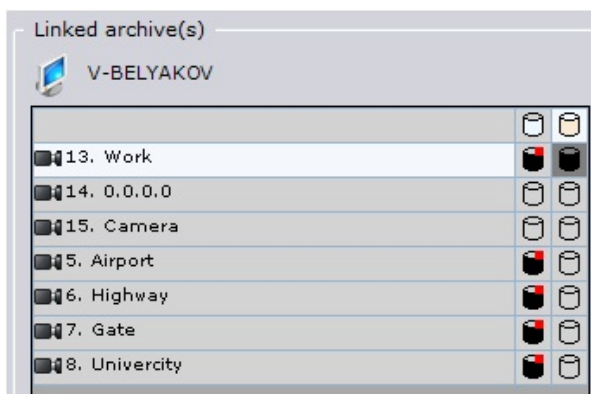 Linked archive(s)
V-BELYAKOV
13. Work
14. 0.0.0.0
15. Camera
5. Airport
6. Highway
7. Gate
8. Univercity